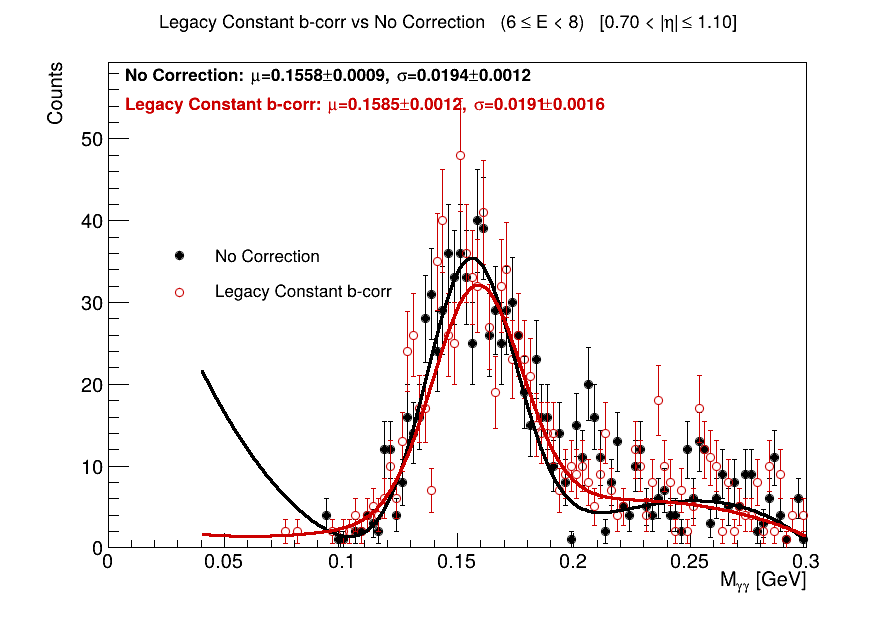 Legacy Constant b-corr vs No Correction (6 ≤ E < 8) [0.70 < |η| ≤ 1.10]
No Correction: μ=0.1558±0.0009, σ=0.0194±0.0012
Legacy Constant b-corr: μ=0.1585±0.0012, σ=0.0191±0.0016
Counts
50
40
30
20
10
0
No Correction
Legacy Constant b-corr
0 0.05 0.1 0.15 0.2 0.25 0.3
Mγγ [GeV]